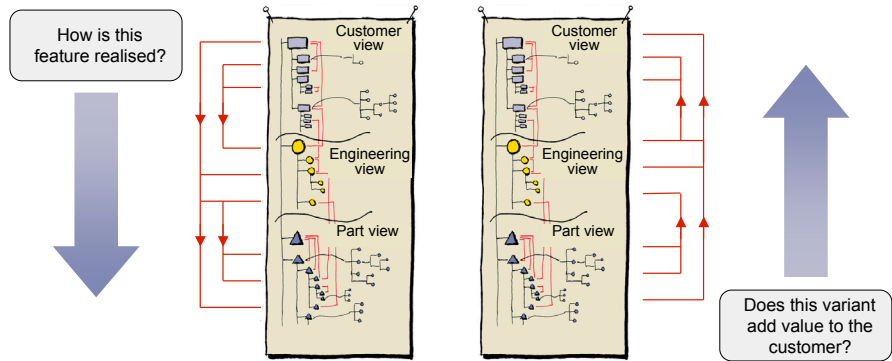 How is this
feature realised?
Customer
view
Engineering
view
Part view
Customer
view
Engineering
view
Part view
Does this variant
add value to the
customer?